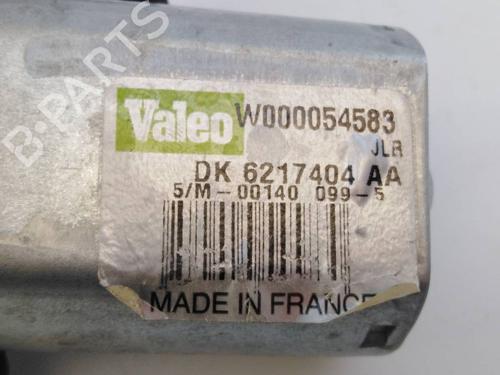 B-PARTS
Valeo W000054583
JLR
DK 6217404 AA
5/M-00140 099-5
MADE IN FRANCE